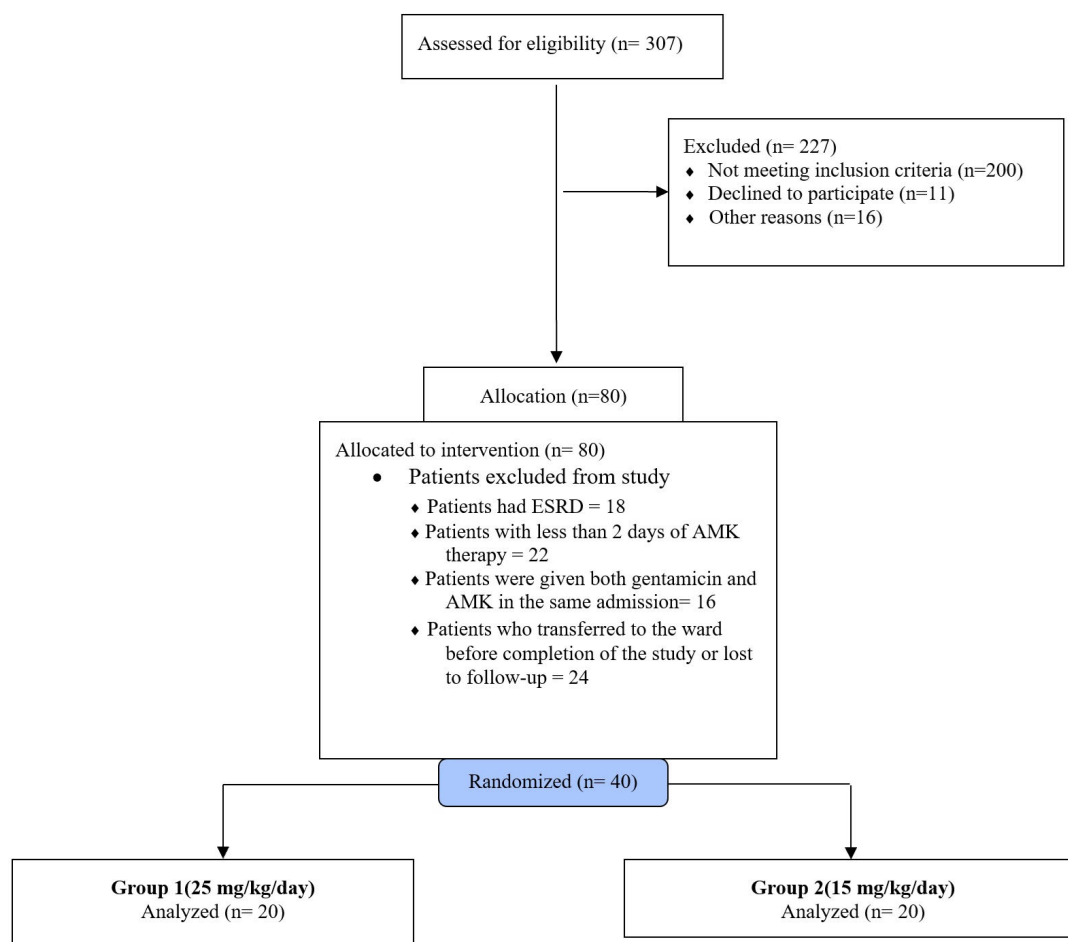 Assessed for eligibility (n= 307)
Excluded (n= 227)
♦ Not meeting inclusion criteria (n=200)
♦ Declined to participate (n=11)
♦ Other reasons (n=16)
Allocation (n=80)
Allocated to intervention (n= 80)
• Patients excluded from study
♦ Patients had ESRD = 18
♦ Patients with less than 2 days of AMK
therapy = 22
♦ Patients were given both gentamicin and
AMK in the same admission= 16
♦ Patients who transferred to the ward
before completion of the study or lost
to follow-up = 24
Randomized (n= 40)
Group 1(25 mg/kg/day)
Analyzed (n= 20)
Group 2(15 mg/kg/day)
Analyzed (n= 20)